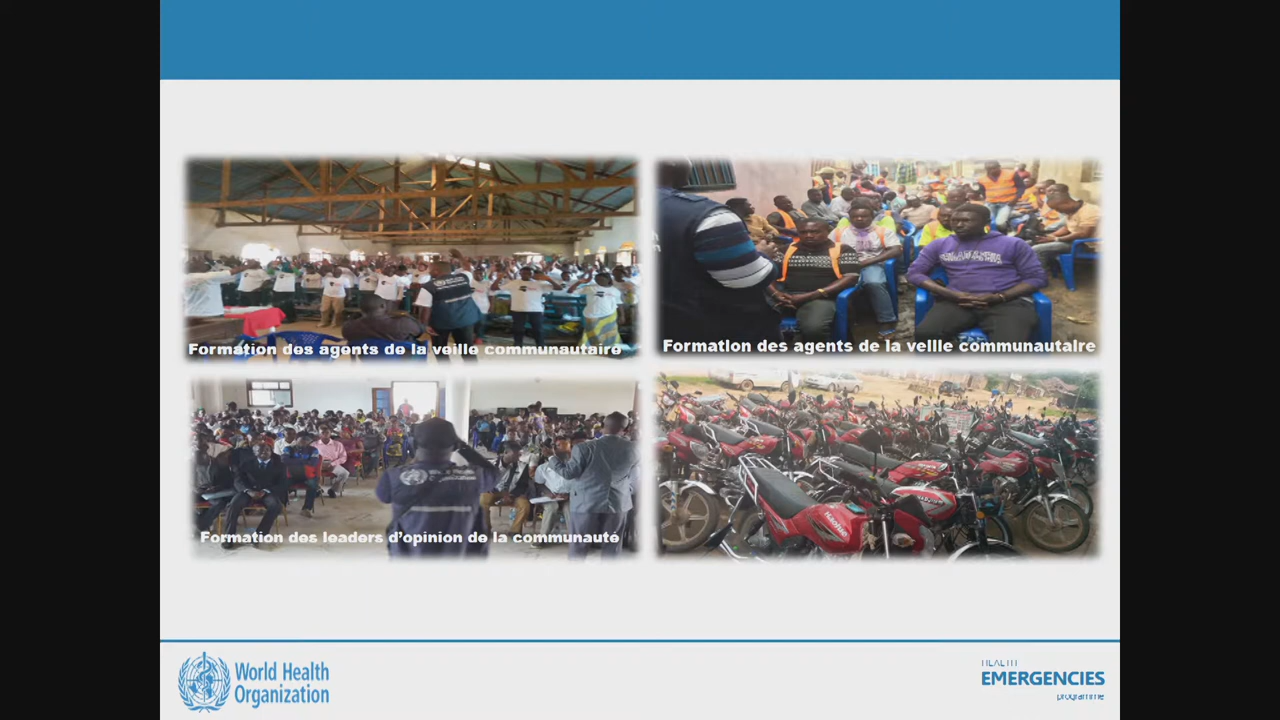 Formation des agents de la veille communautaire
Formation des agents de la veille communautaire
Formation des leaders d'opinion de la communauté
World Health
Organization
HEALTH
EMERGENCIES
programme